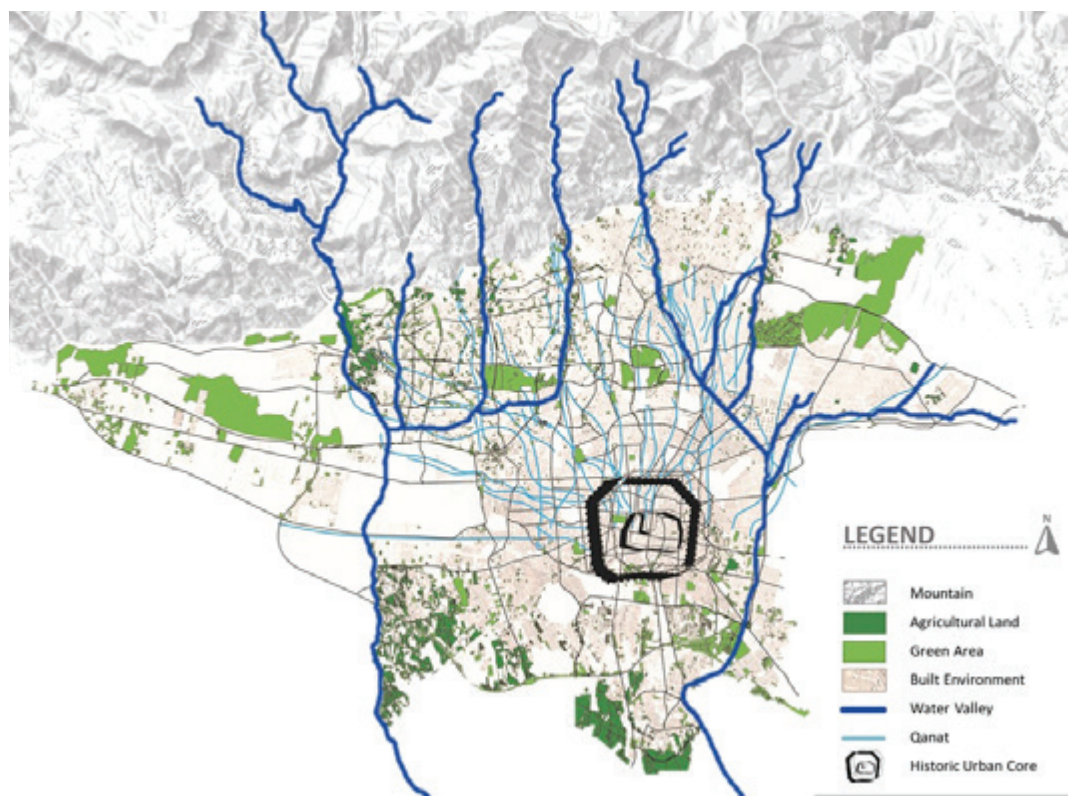 LEGEND
N
Mountain
Agricultural Land
Green Area
Built Environment
Water Valley
Qanat
Historic Urban Core